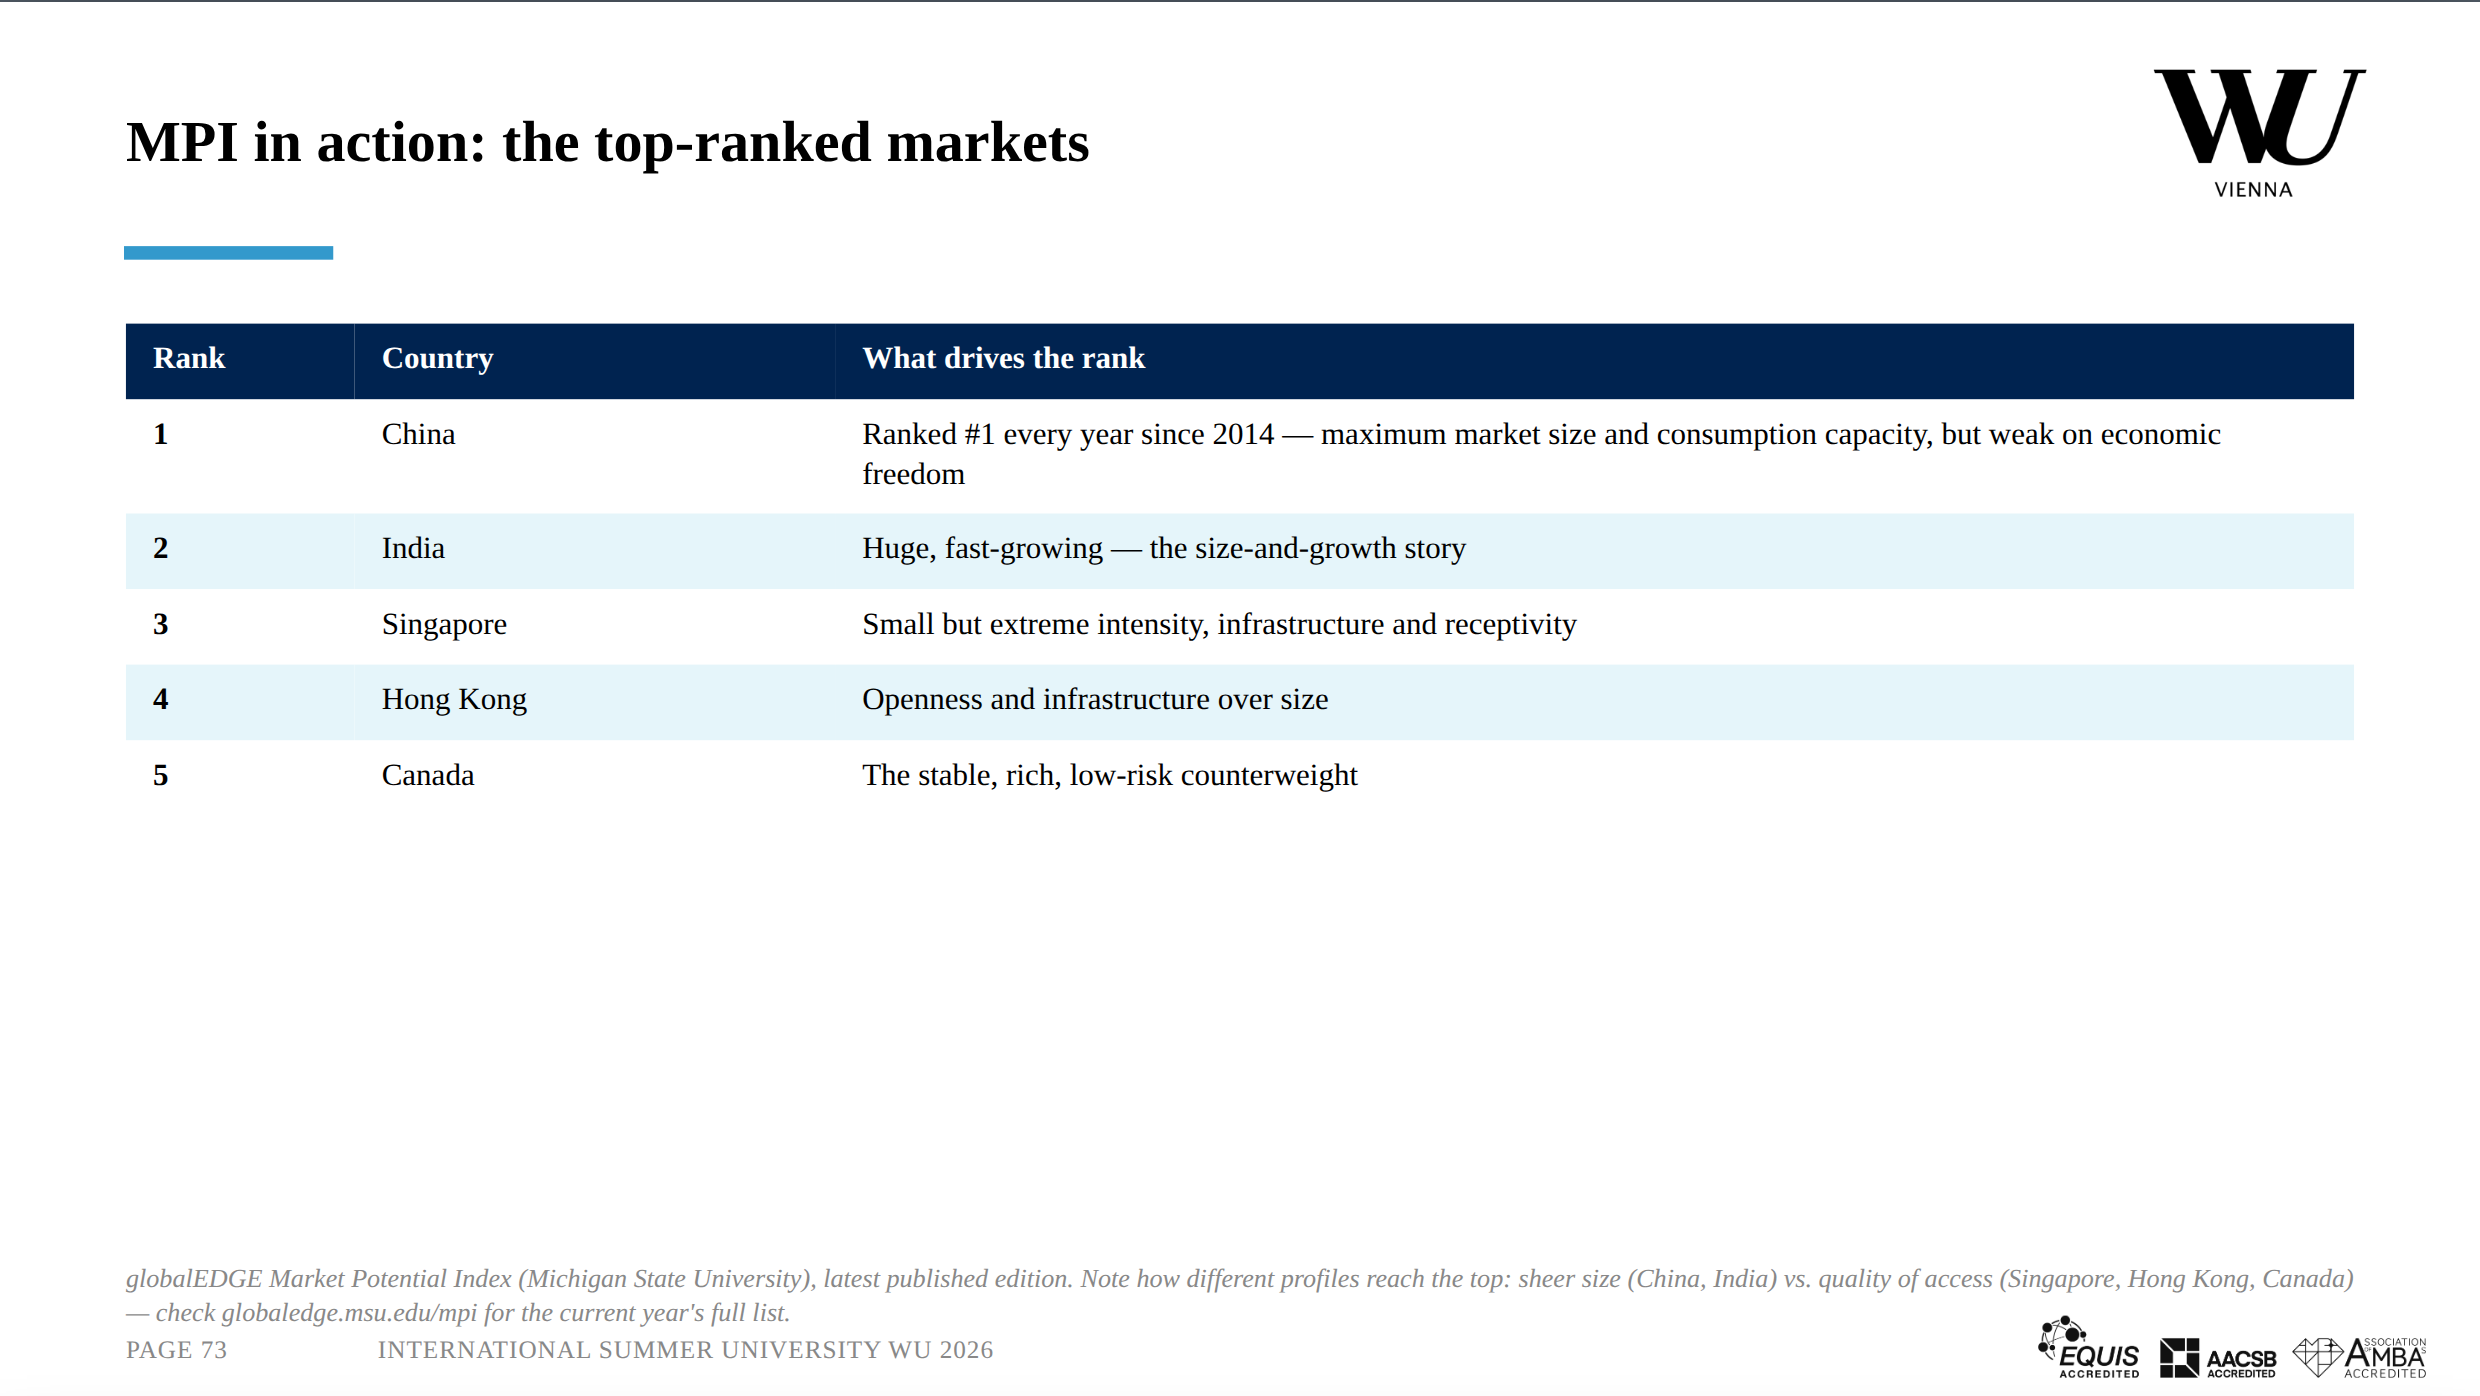 WU
VIENNA
MPI in action: the top-ranked markets
Rank Country What drives the rank
1 China Ranked #1 every year since 2014 — maximum market size and consumption capacity, but weak on economic
freedom
2 India Huge, fast-growing — the size-and-growth story
3 Singapore Small but extreme intensity, infrastructure and receptivity
4 Hong Kong Openness and infrastructure over size
5 Canada The stable, rich, low-risk counterweight
globalEDGE Market Potential Index (Michigan State University), latest published edition. Note how different profiles reach the top: sheer size (China, India) vs. quality of access (Singapore, Hong Kong, Canada)
— check globaledge.msu.edu/mpi for the current year's full list.
PAGE 73 INTERNATIONAL SUMMER UNIVERSITY WU 2026
EQUIS
ACCREDITED
AACSB
ACCREDITED
ASSOCIATION
OF
AMBAS
ACCREDITED